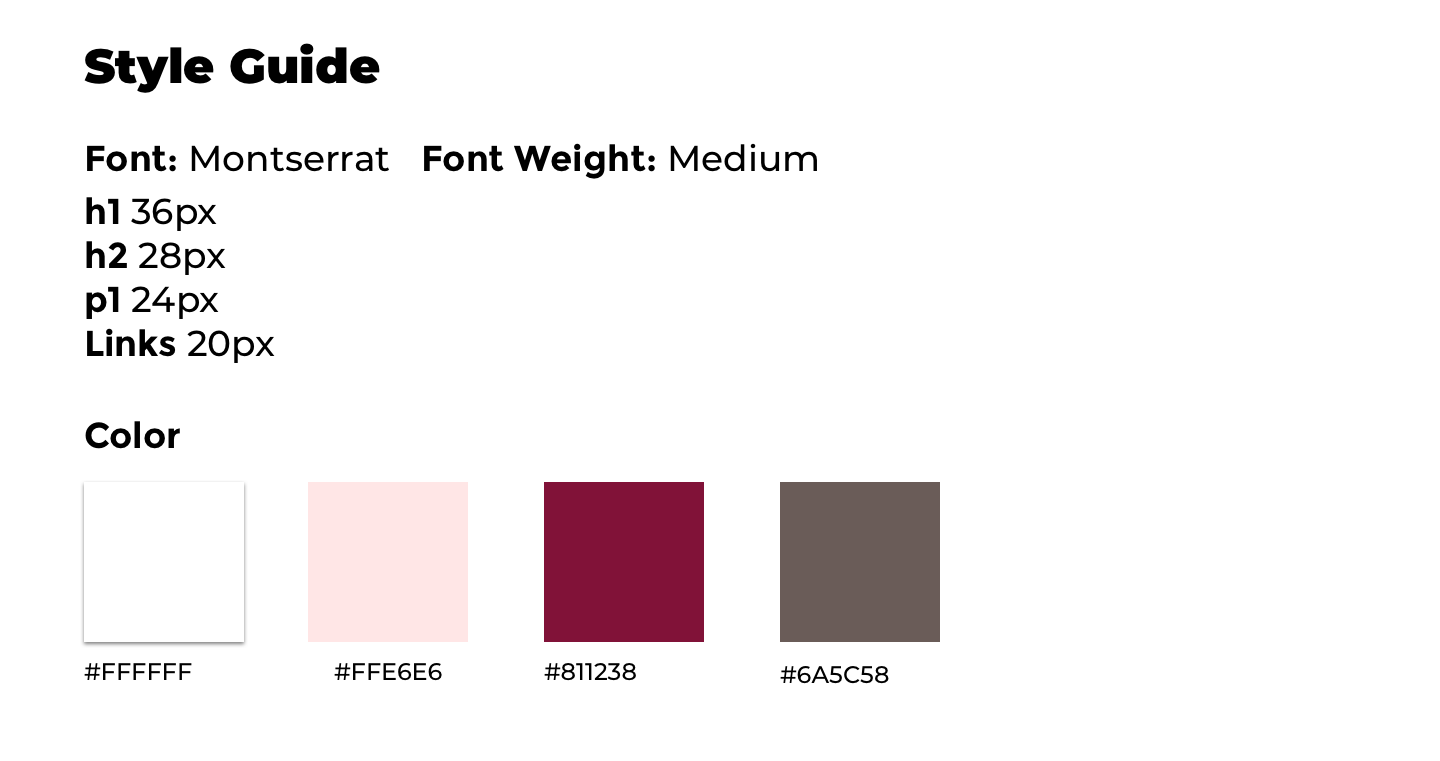 Style Guide
Font: Montserrat Font Weight: Medium
h1 36px
h2 28px
p1 24px
Links 20px
Color
#FFFFFF #FFE6E6 #811238 #6A5C58